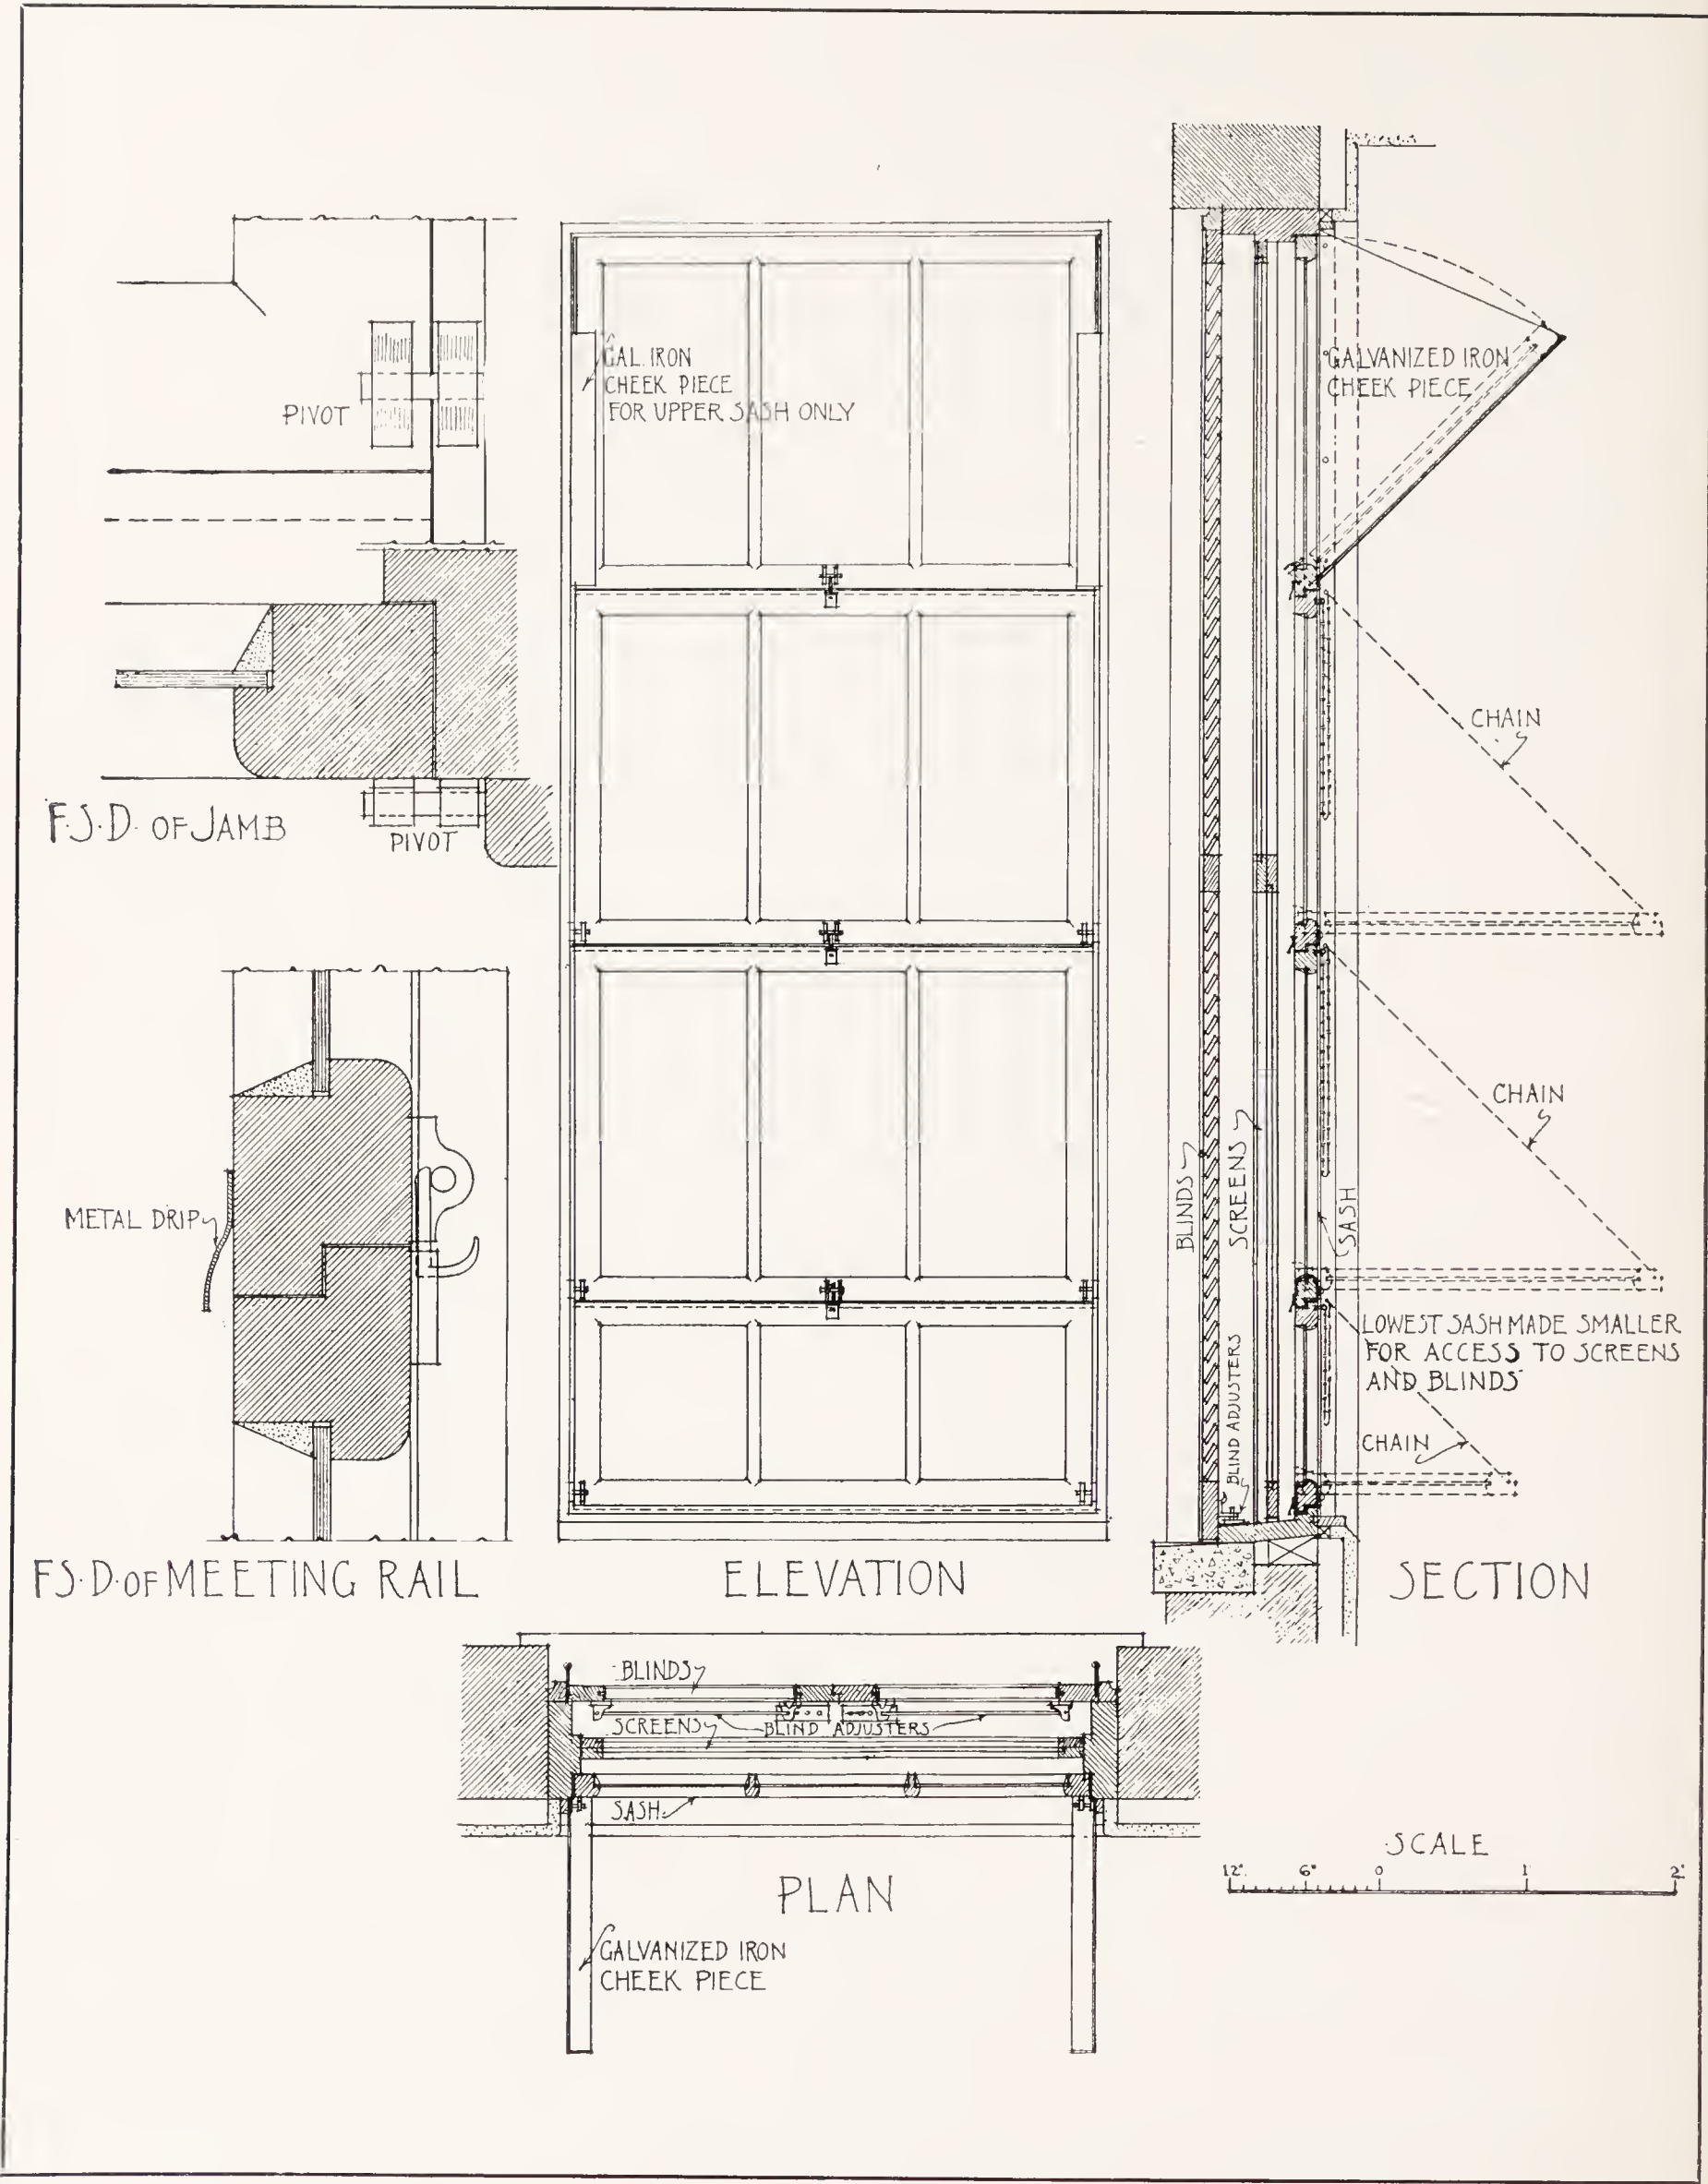 PIVOT
F.S.D. OF JAMB
PIVOT
METAL DRIP
F.S.D. OF MEETING RAIL
GAL. IRON
CHEEK PIECE
FOR UPPER SASH ONLY
ELEVATION
GALVANIZED IRON
CHEEK PIECE
CHAIN
CHAIN
BLINDS
SCREENS
SASH
BLIND ADJUSTERS
LOWEST SASH MADE SMALLER
FOR ACCESS TO SCREENS
AND BLINDS
CHAIN
SECTION
BLINDS
SCREENS
BLIND ADJUSTERS
SASH
PLAN
GALVANIZED IRON
CHEEK PIECE
SCALE
12" 6" 0 1' 2'